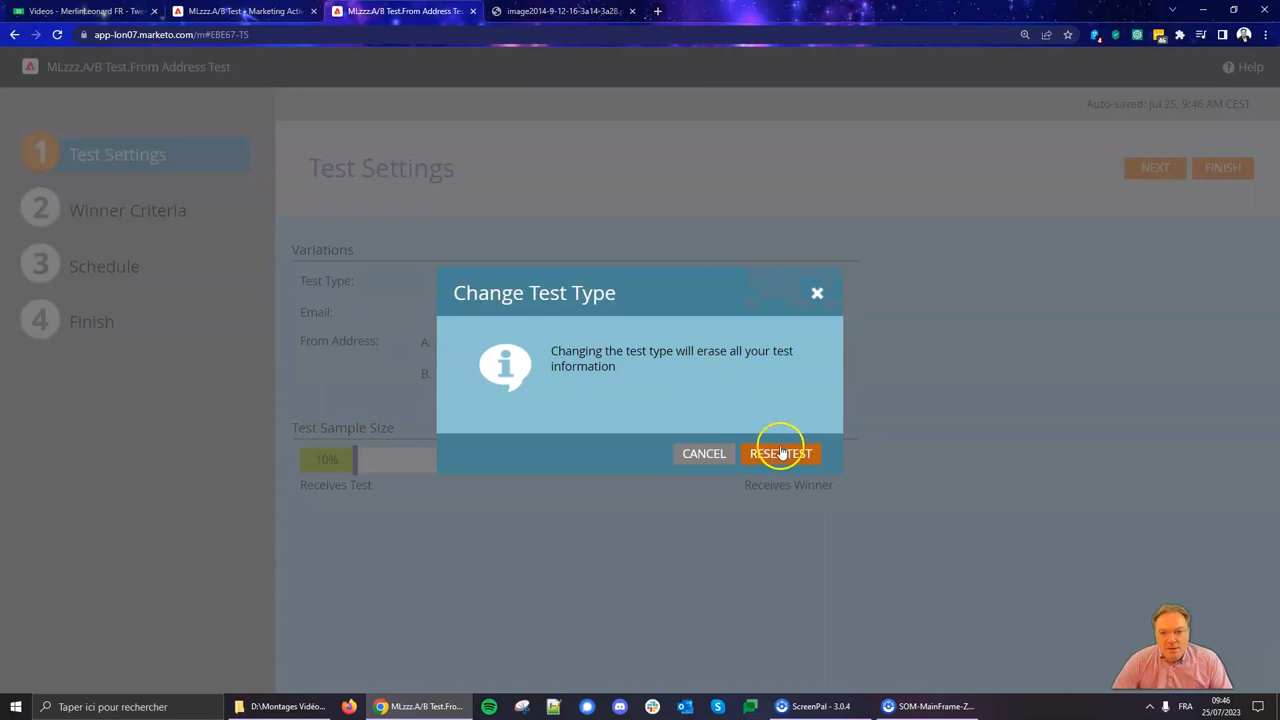 Videos - MerlinLeonard FR - Twe
MLzzz.A/B Test • Marketing Activ
MLzzz.A/B Test.From Address Tes
image2014-9-12-16-3a14-3a28.p
app-lon07.marketo.com/m#EBE67-TS
MLzzz.A/B Test.From Address Test
Help
Auto-saved: Jul 25, 9:46 AM CEST
1 Test Settings
2 Winner Criteria
3 Schedule
4 Finish
Test Settings
NEXT
FINISH
Variations
Test Type:
Email:
From Address:
A.
B.
Change Test Type
Changing the test type will erase all your test
information
CANCEL
RESET TEST
Test Sample Size
10%
Receives Test
Receives Winner
Taper ici pour rechercher
D:\Montages Vidéo...
MLzzz.A/B Test.Fro...
ScreenPal - 3.0.4
SOM-MainFrame-Z...
FRA
09:46
25/07/2023